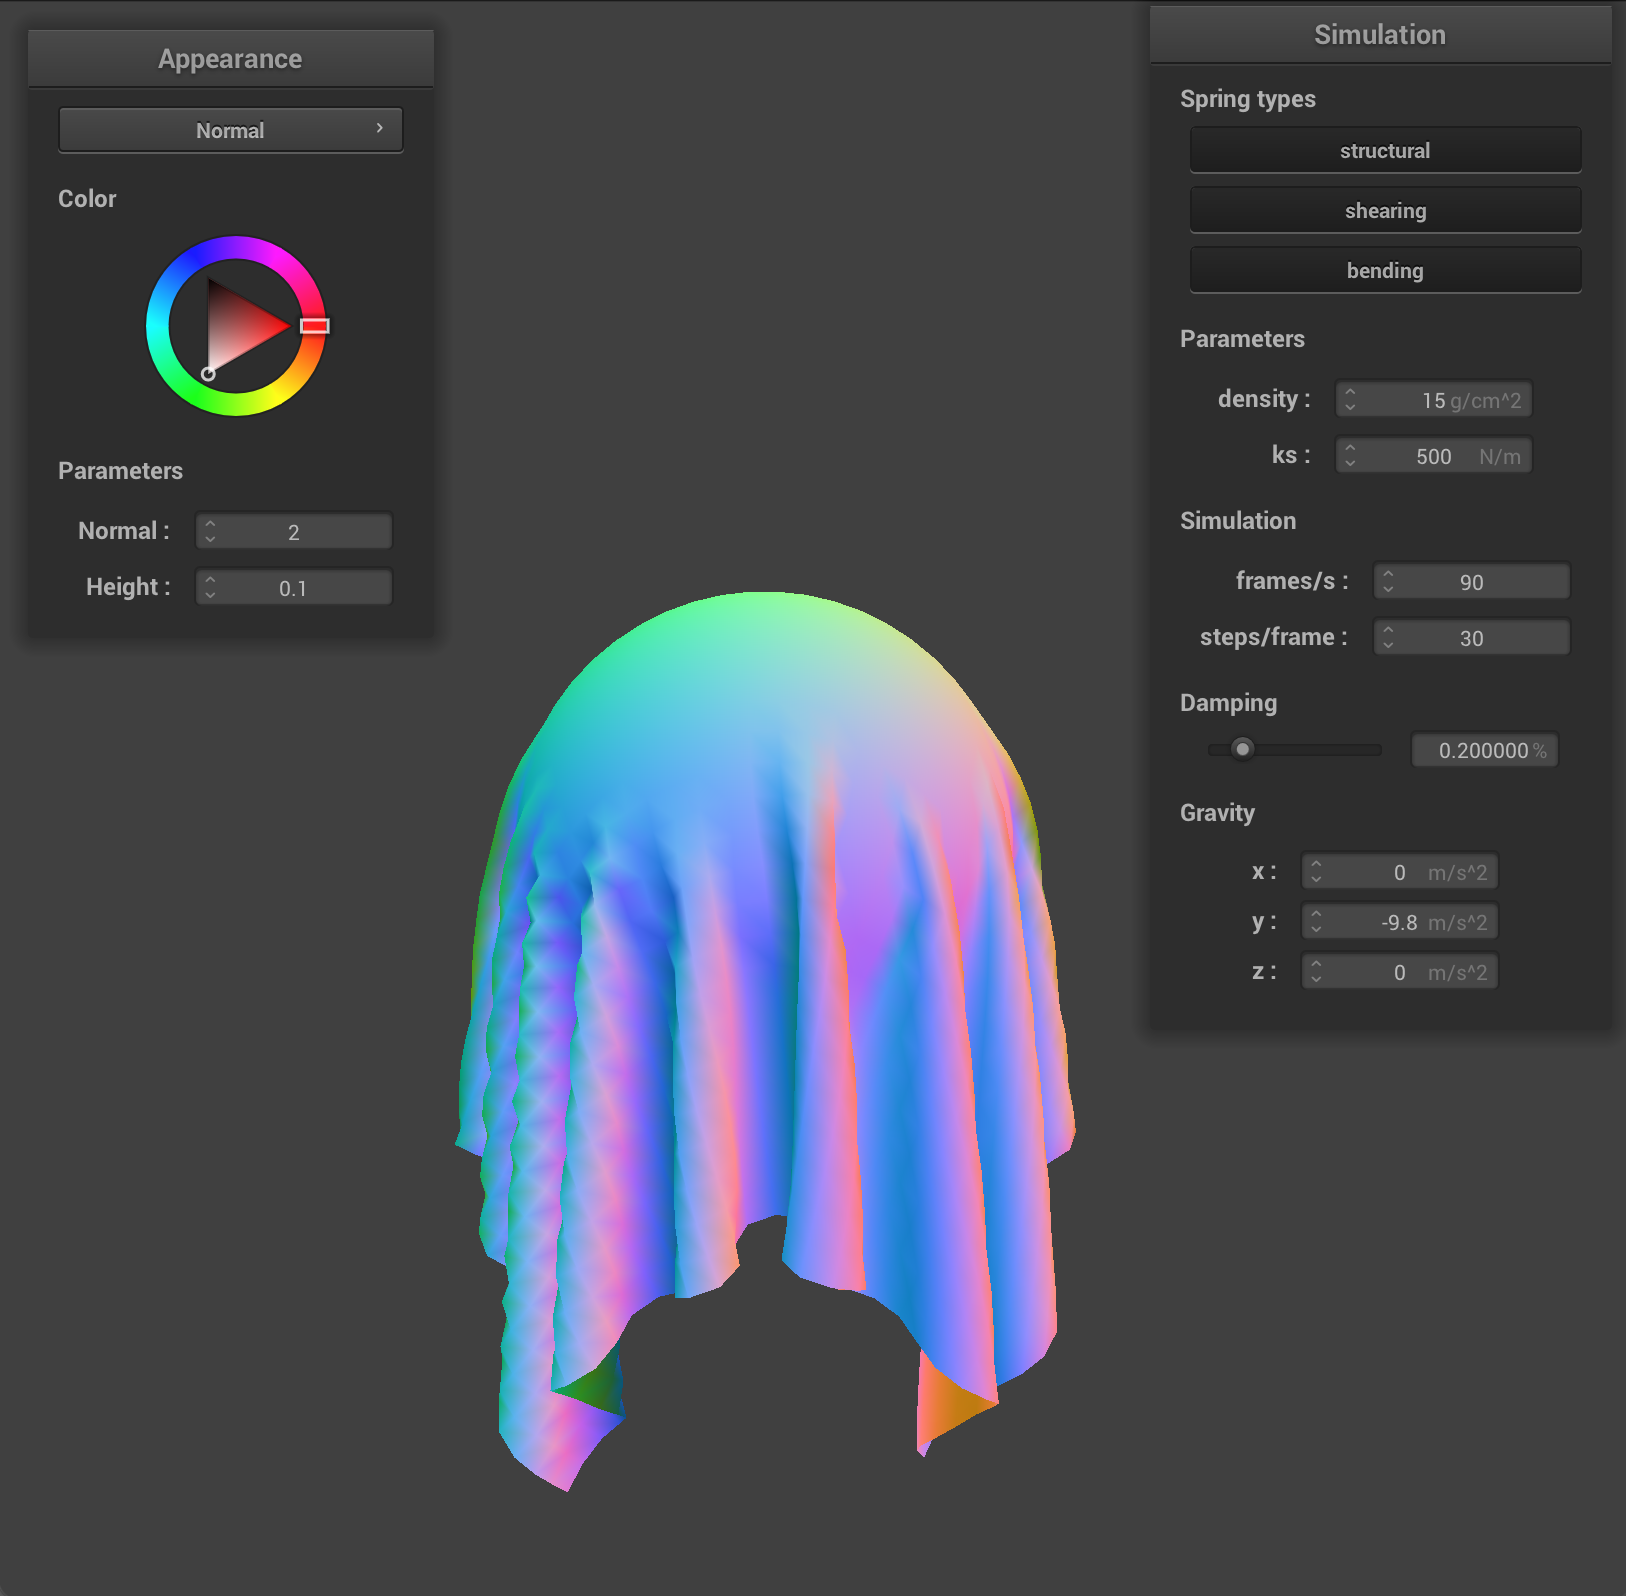 Appearance
Normal
Color
Parameters
Normal : 2
Height : 0.1
Simulation
Spring types
structural
shearing
bending
Parameters
density : 15 g/cm^2
ks : 500 N/m
Simulation
frames/s : 90
steps/frame : 30
Damping
0.200000 %
Gravity
x : 0 m/s^2
y : -9.8 m/s^2
z : 0 m/s^2